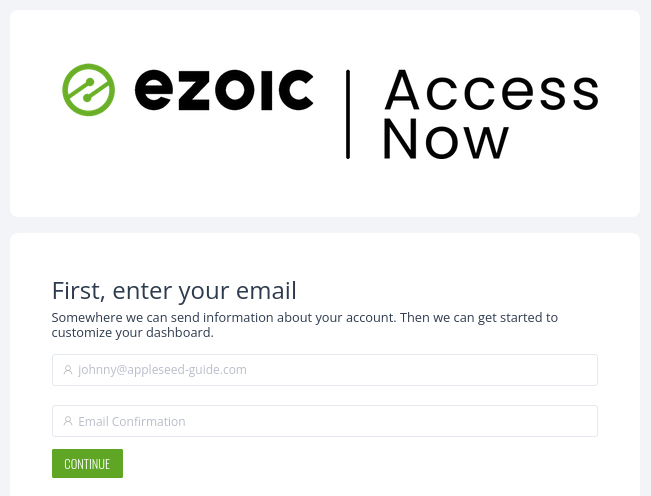 ezoic
Access
Now
First, enter your email
Somewhere we can send information about your account. Then we can get started to
customize your dashboard.
johnny@appleseed-guide.com
Email Confirmation
CONTINUE